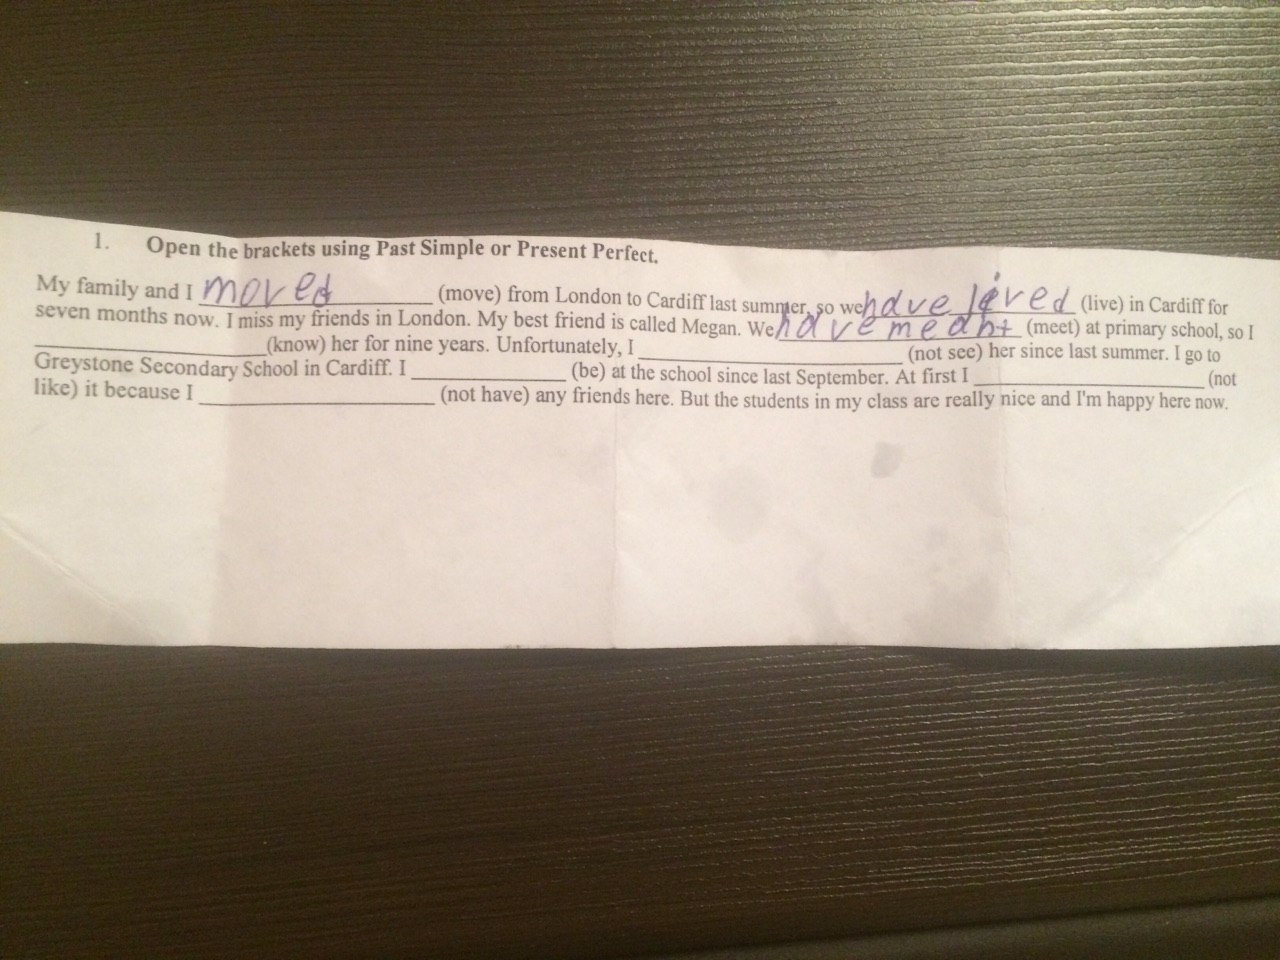 1. Open the brackets using Past Simple or Present Perfect.
My family and I moved (move) from London to Cardiff last summer, so we have lived (live) in Cardiff for
seven months now. I miss my friends in London. My best friend is called Megan. We have meant (meet) at primary school, so I
____________________ (know) her for nine years. Unfortunately, I ______________________ (not see) her since last summer. I go to
Greystone Secondary School in Cardiff. I _____________ (be) at the school since last September. At first I ___________________ (not
like) it because I ____________________ (not have) any friends here. But the students in my class are really nice and I'm happy here now.